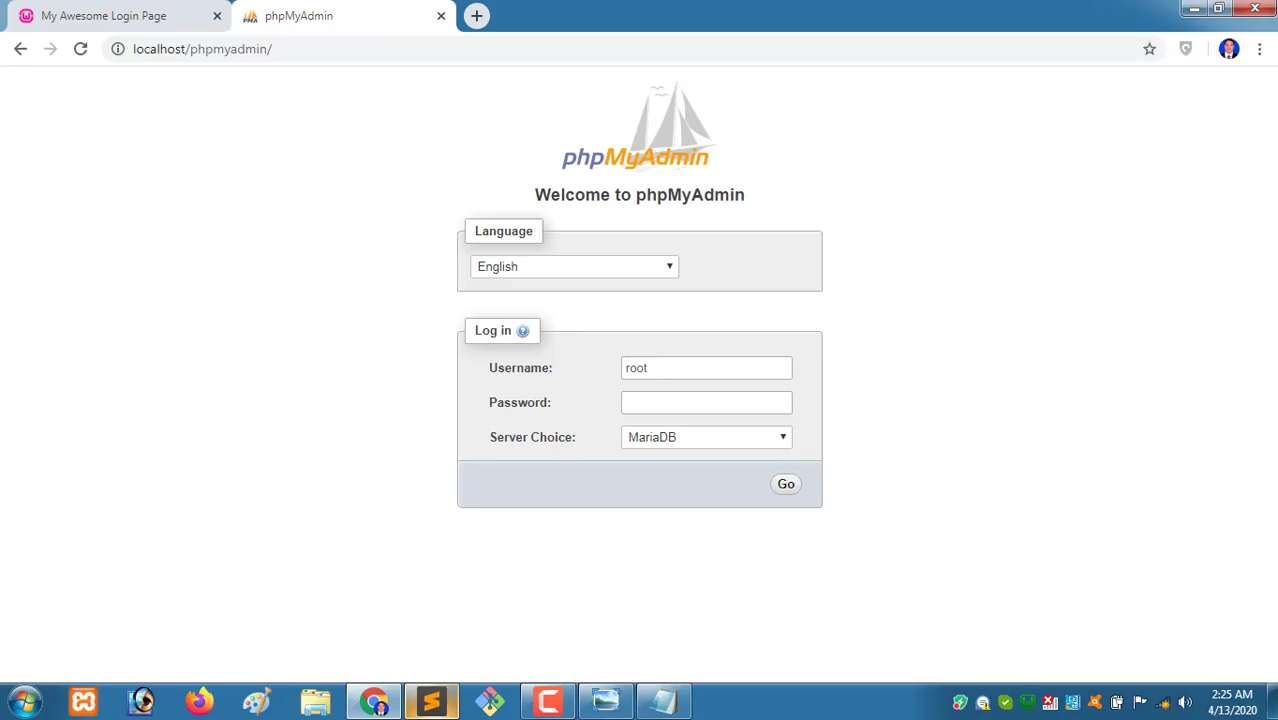 My Awesome Login Page
phpMyAdmin
localhost/phpmyadmin/
phpMyAdmin
Welcome to phpMyAdmin
Language
English
Log in
Username:
root
Password:
Server Choice:
MariaDB
Go
2:25 AM
4/13/2020